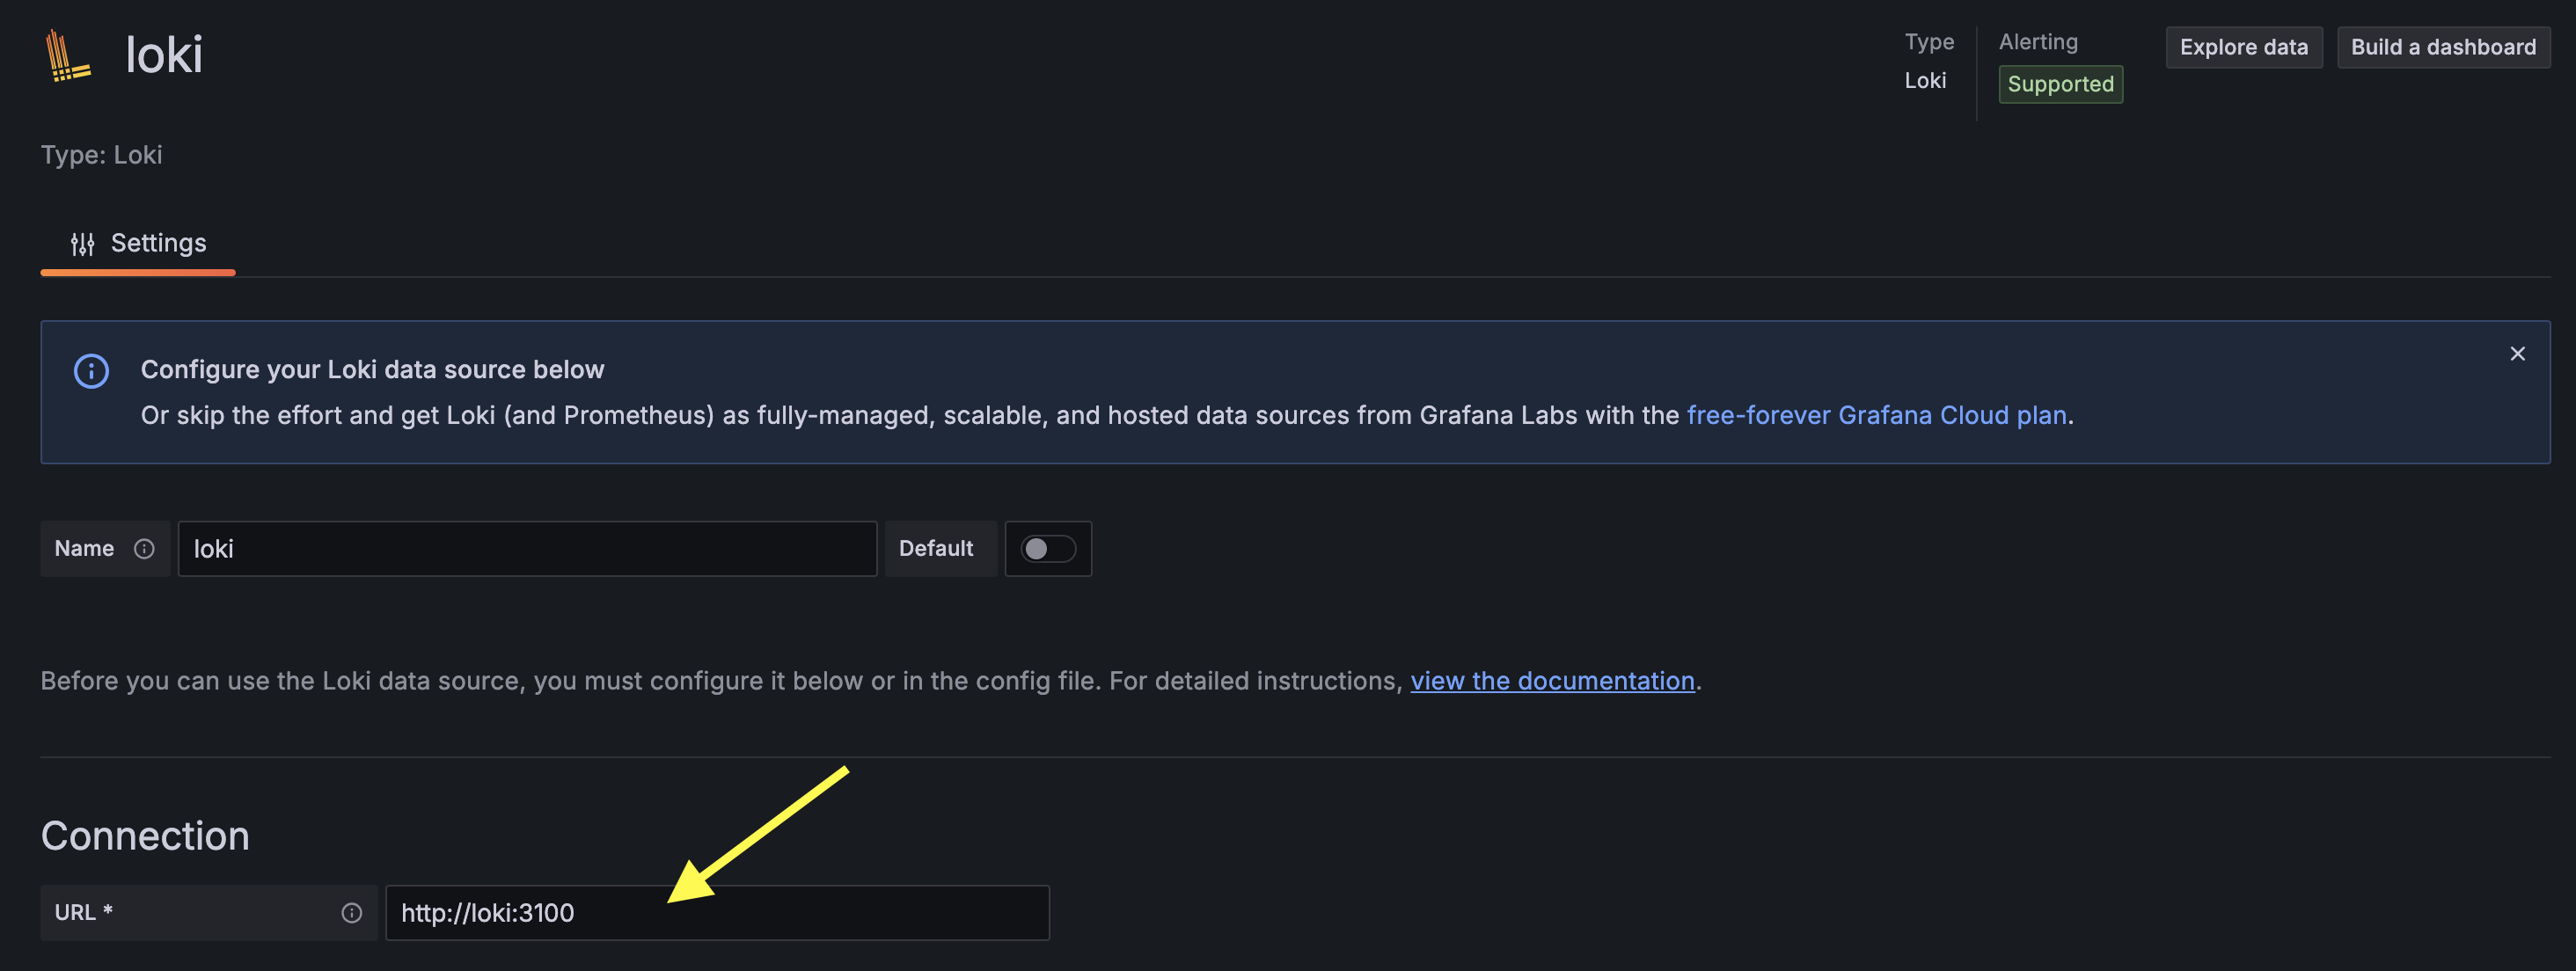 loki
Type
Loki
Alerting
Supported
Explore data
Build a dashboard
Type: Loki
Settings
Configure your Loki data source below
Or skip the effort and get Loki (and Prometheus) as fully-managed, scalable, and hosted data sources from Grafana Labs with the free-forever Grafana Cloud plan.
Name
loki
Default
Before you can use the Loki data source, you must configure it below or in the config file. For detailed instructions, view the documentation.
Connection
URL *
http://loki:3100